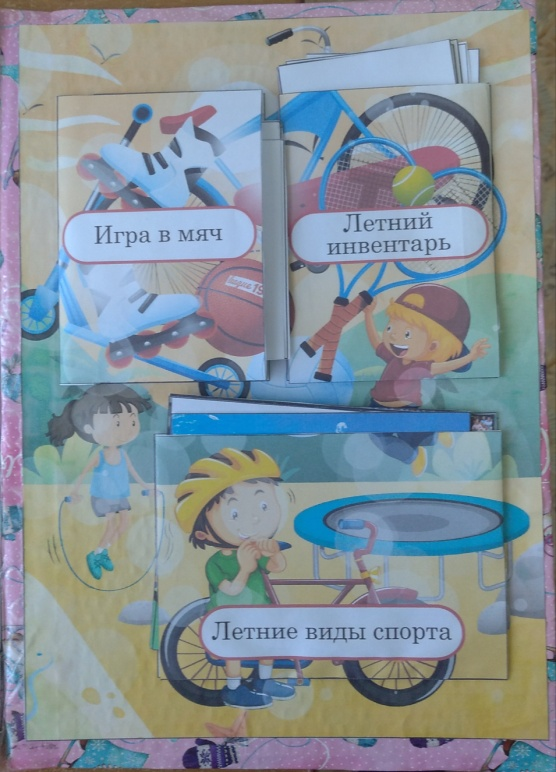 Игра в мяч
Летний
инвентарь
Летние виды спорта